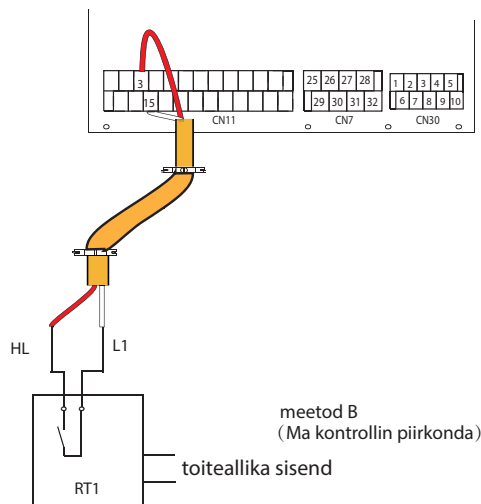 3
15
CN11
25 26 27 28
29 30 31 32
CN7
1 2 3 4 5
6 7 8 9 10
CN30
HL
L1
RT1
toiteallika sisend
meetod B
(Ma kontrollin piirkonda)